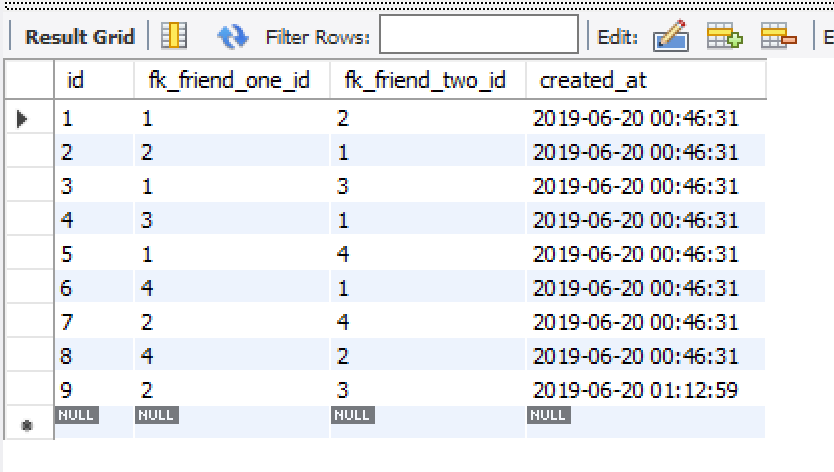 Result Grid Filter Rows: Edit: E
id fk_friend_one_id fk_friend_two_id created_at
1 1 2 2019-06-20 00:46:31
2 2 1 2019-06-20 00:46:31
3 1 3 2019-06-20 00:46:31
4 3 1 2019-06-20 00:46:31
5 1 4 2019-06-20 00:46:31
6 4 1 2019-06-20 00:46:31
7 2 4 2019-06-20 00:46:31
8 4 2 2019-06-20 00:46:31
9 2 3 2019-06-20 01:12:59
NULL NULL NULL NULL